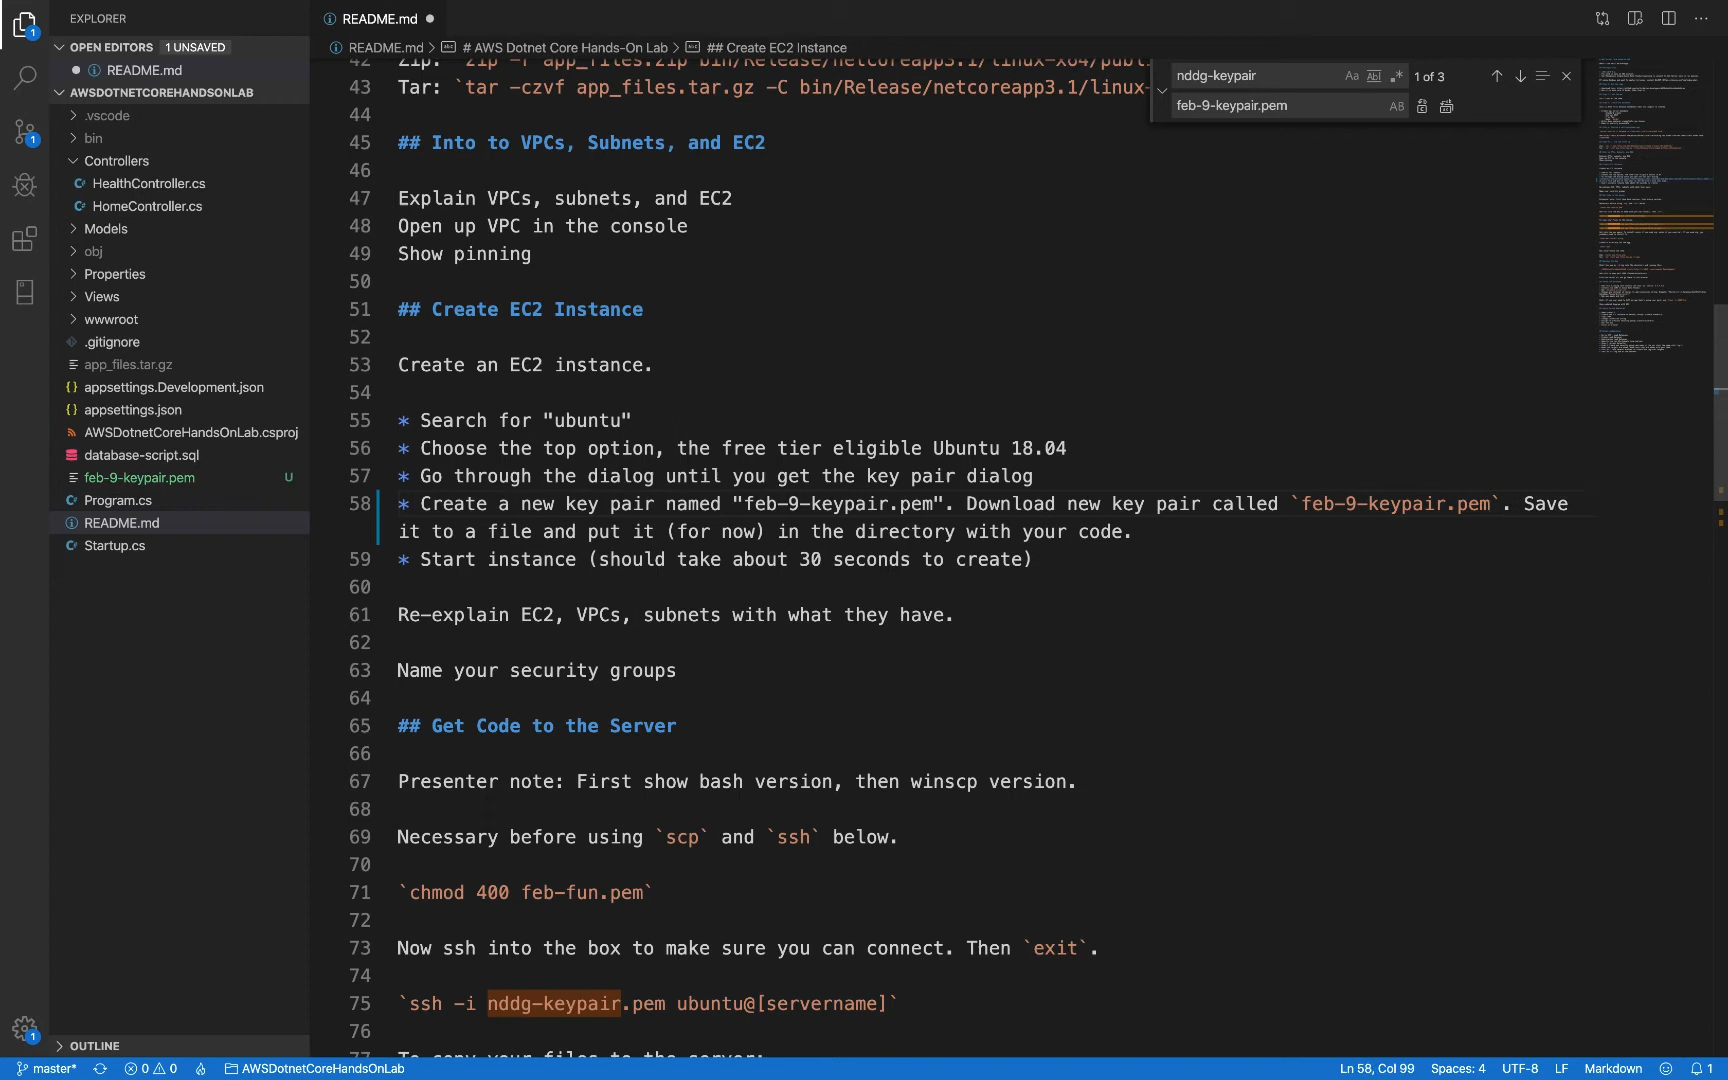 EXPLORER
OPEN EDITORS 1 UNSAVED
README.md
AWSDOTNETCOREHANDSONLAB
.vscode
bin
Controllers
HealthController.cs
HomeController.cs
Models
obj
Properties
Views
wwwroot
.gitignore
app_files.tar.gz
appsettings.Development.json
appsettings.json
AWSDotnetCoreHandsOnLab.csproj
database-script.sql
feb-9-keypair.pem U
Program.cs
README.md
Startup.cs
OUTLINE
README.md
README.md > # AWS Dotnet Core Hands-On Lab > ## Create EC2 Instance
nddg-keypair Aa Abl .* 1 of 3
feb-9-keypair.pem AB
42 Zip: `zip -r app_files.zip bin/Release/netcoreapp3.1/linux-x64/publ
43 Tar: `tar -czvf app_files.tar.gz -C bin/Release/netcoreapp3.1/linux-
44
45 ## Into to VPCs, Subnets, and EC2
46
47 Explain VPCs, subnets, and EC2
48 Open up VPC in the console
49 Show pinning
50
51 ## Create EC2 Instance
52
53 Create an EC2 instance.
54
55 * Search for "ubuntu"
56 * Choose the top option, the free tier eligible Ubuntu 18.04
57 * Go through the dialog until you get the key pair dialog
58 * Create a new key pair named "feb-9-keypair.pem". Download new key pair called `feb-9-keypair.pem`. Save
it to a file and put it (for now) in the directory with your code.
59 * Start instance (should take about 30 seconds to create)
60
61 Re-explain EC2, VPCs, subnets with what they have.
62
63 Name your security groups
64
65 ## Get Code to the Server
66
67 Presenter note: First show bash version, then winscp version.
68
69 Necessary before using `scp` and `ssh` below.
70
71 `chmod 400 feb-fun.pem`
72
73 Now ssh into the box to make sure you can connect. Then `exit`.
74
75 `ssh -i nddg-keypair.pem ubuntu@[servername]`
76
77 To copy your files to the server:
master* 0 0 AWSDotnetCoreHandsOnLab Ln 58, Col 99 Spaces: 4 UTF-8 LF Markdown 1